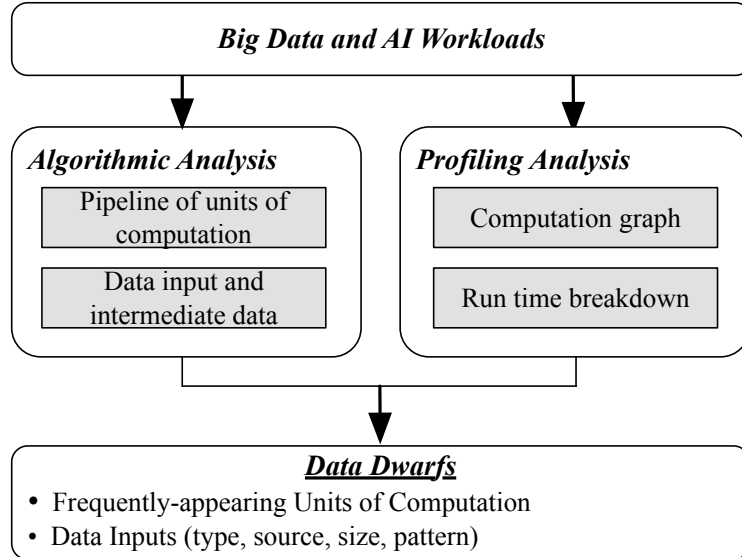 Big Data and AI Workloads
Algorithmic Analysis
Pipeline of units of
computation
Data input and
intermediate data
Profiling Analysis
Computation graph
Run time breakdown
Data Dwarfs
• Frequently-appearing Units of Computation
• Data Inputs (type, source, size, pattern)